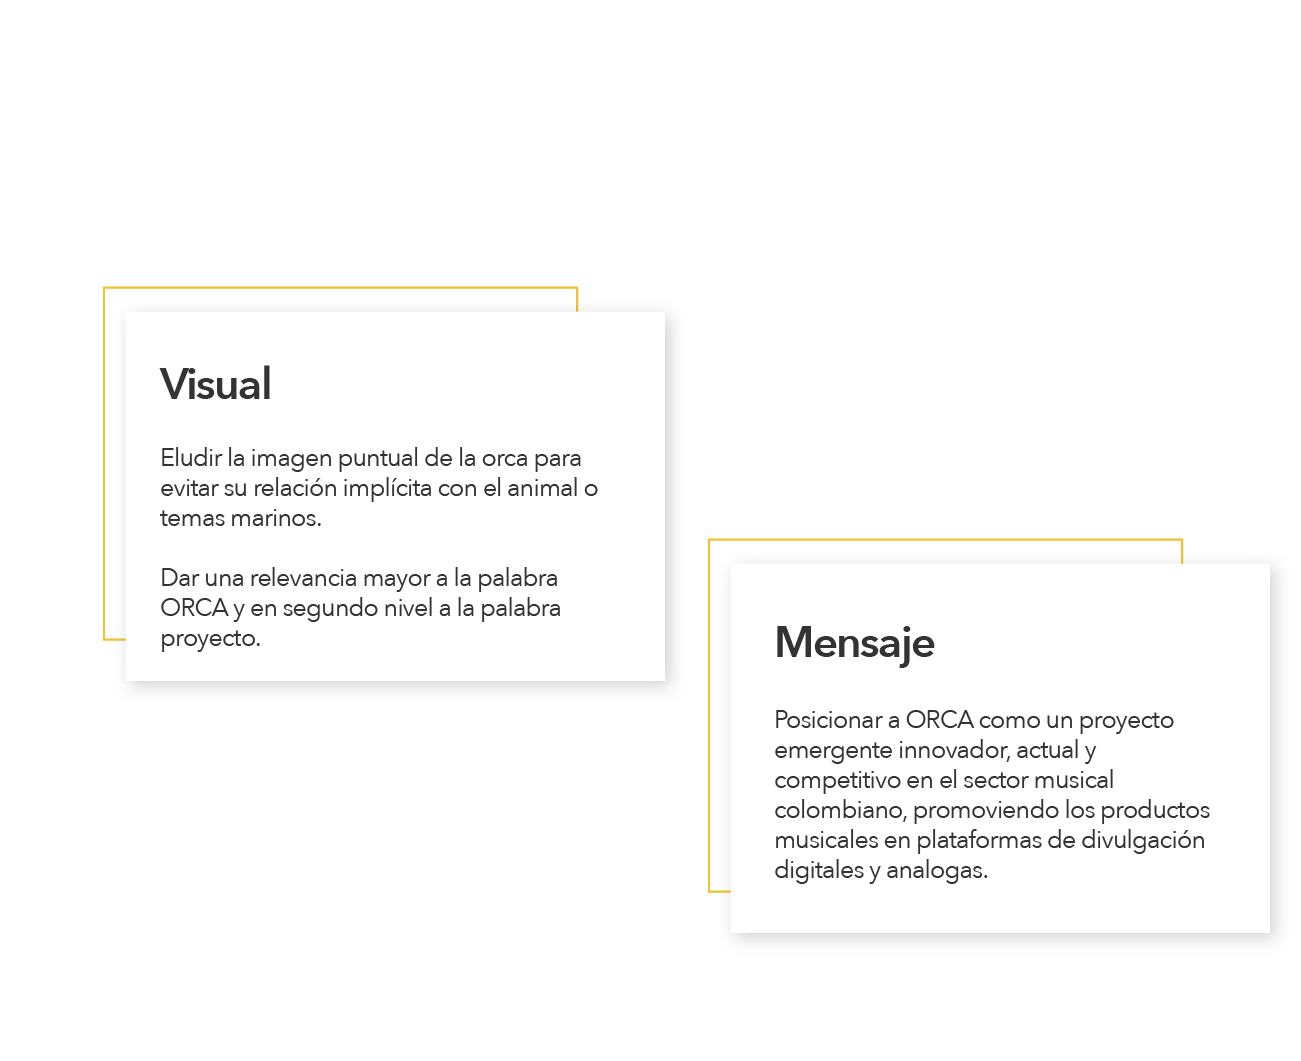 Visual
Eludir la imagen puntual de la orca para
evitar su relación implícita con el animal o
temas marinos.
Dar una relevancia mayor a la palabra
ORCA y en segundo nivel a la palabra
proyecto.
Mensaje
Posicionar a ORCA como un proyecto
emergente innovador, actual y
competitivo en el sector musical
colombiano, promoviendo los productos
musicales en plataformas de divulgación
digitales y analogas.